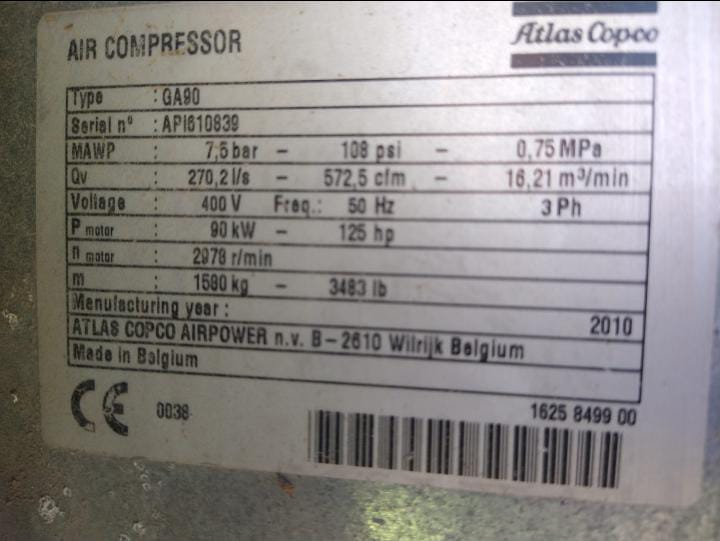 Atlas Copco
AIR COMPRESSOR
Type : GA90
Serial nº : API610839
MAWP : 7,5 bar – 108 psi – 0,75 MPa
Qv : 270,2 l/s – 572,5 cfm – 16,21 m³/min
Voltage : 400 V Freq.: 50 Hz 3 Ph
P motor : 90 kW – 125 hp
n motor : 2978 r/min
m : 1580 kg – 3483 lb
Manufacturing year : 2010
ATLAS COPCO AIRPOWER n.v. B – 2610 Wilrijk Belgium
Made in Belgium
CE 0038
1625 8499 00